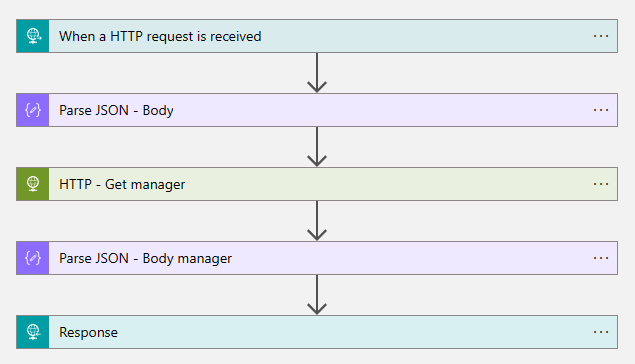 When a HTTP request is received
Parse JSON - Body
HTTP - Get manager
Parse JSON - Body manager
Response